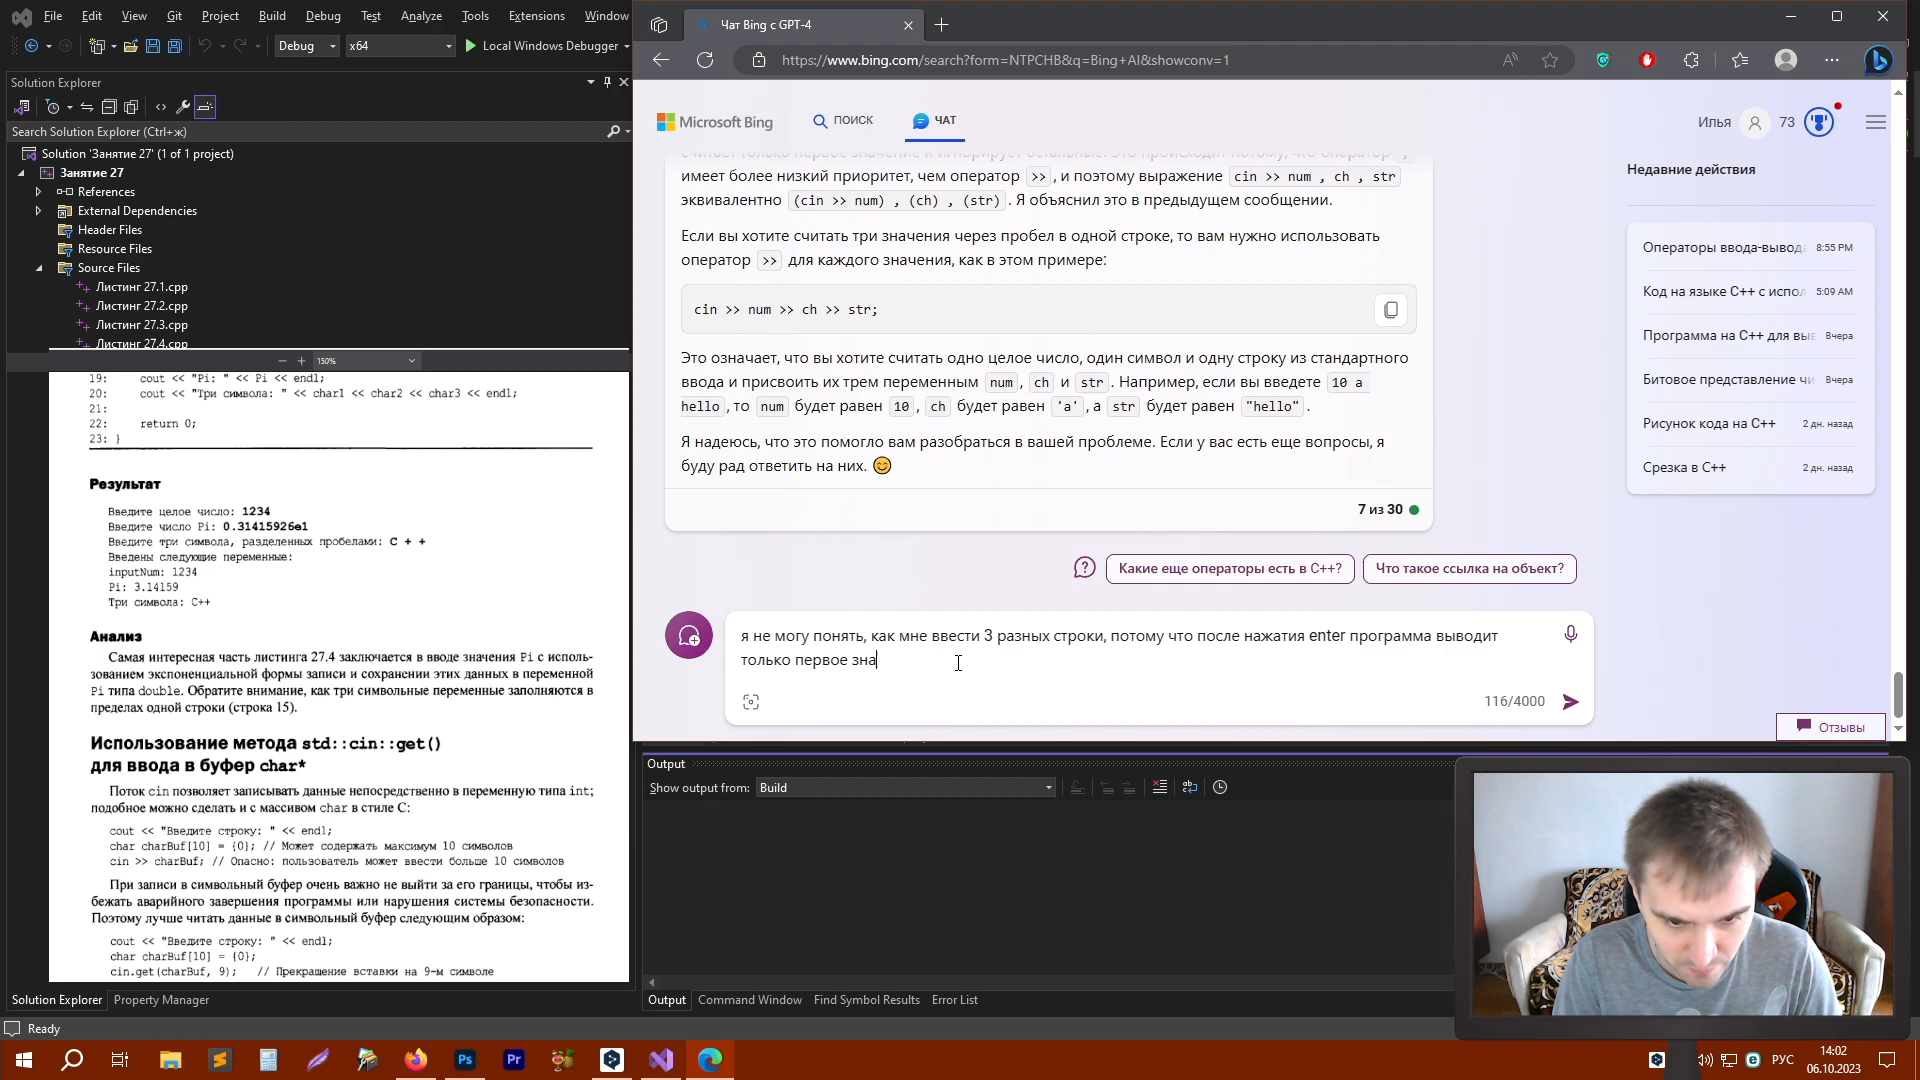 File Edit View Git Project Build Debug Test Analyze Tools Extensions Window
Debug x64 Local Windows Debugger
Solution Explorer
Search Solution Explorer (Ctrl+ж)
Solution 'Занятие 27' (1 of 1 project)
Занятие 27
References
External Dependencies
Header Files
Resource Files
Source Files
Листинг 27.1.cpp
Листинг 27.2.cpp
Листинг 27.3.cpp
Листинг 27.4.cpp
150%
19: cout << "Pi: " << Pi << endl;
20: cout << "Три символа: " << char1 << char2 << char3 << endl;
21:
22: return 0;
23: }
Результат
Введите целое число: 1234
Введите число Pi: 0.31415926e1
Введите три символа, разделенных пробелами: C + +
Введены следующие переменные:
inputNum: 1234
Pi: 3.14159
Три символа: C++
Анализ
Самая интересная часть листинга 27.4 заключается в вводе значения Pi с исполь-
зованием экспоненциальной формы записи и сохранении этих данных в переменной
Pi типа double. Обратите внимание, как три символьные переменные заполняются в
пределах одной строки (строка 15).
Использование метода std::cin::get()
для ввода в буфер char*
Поток cin позволяет записывать данные непосредственно в переменную типа int;
подобное можно сделать и с массивом char в стиле C:
cout << "Введите строку: " << endl;
char charBuf[10] = {0}; // Может содержать максимум 10 символов
cin >> charBuf; // Опасно: пользователь может ввести больше 10 символов
При записи в символьный буфер очень важно не выйти за его границы, чтобы из-
бежать аварийного завершения программы или нарушения системы безопасности.
Поэтому лучше читать данные в символьный буфер следующим образом:
cout << "Введите строку: " << endl;
char charBuf[10] = {0};
cin.get(charBuf, 9); // Прекращение вставки на 9-м символе
Solution Explorer Property Manager
Ready
Чат Bing с GPT-4
https://www.bing.com/search?form=NTPCHB&q=Bing+AI&showconv=1
Microsoft Bing ПОИСК ЧАТ
Илья 73
считает только первое значение и игнорирует остальные. Это происходит потому, что оператор ,
имеет более низкий приоритет, чем оператор >> , и поэтому выражение cin >> num , ch , str
эквивалентно (cin >> num) , (ch) , (str) . Я объяснил это в предыдущем сообщении.
Если вы хотите считать три значения через пробел в одной строке, то вам нужно использовать
оператор >> для каждого значения, как в этом примере:
cin >> num >> ch >> str;
Это означает, что вы хотите считать одно целое число, один символ и одну строку из стандартного
ввода и присвоить их трем переменным num , ch и str . Например, если вы введете 10 a
hello , то num будет равен 10 , ch будет равен 'a' , а str будет равен "hello" .
Я надеюсь, что это помогло вам разобраться в вашей проблеме. Если у вас есть еще вопросы, я
буду рад ответить на них. 😊
7 из 30
Какие еще операторы есть в C++? Что такое ссылка на объект?
я не могу понять, как мне ввести 3 разных строки, потому что после нажатия enter программа выводит
только первое зна
116/4000
Недавние действия
Операторы ввода-вывода 8:55 PM
Код на языке C++ с испол 5:09 AM
Программа на C++ для вы Вчера
Битовое представление чи Вчера
Рисунок кода на C++ 2 дн. назад
Срезка в C++ 2 дн. назад
Отзывы
Output
Show output from: Build
Output Command Window Find Symbol Results Error List
Ps Pr
РУС
14:02
06.10.2023